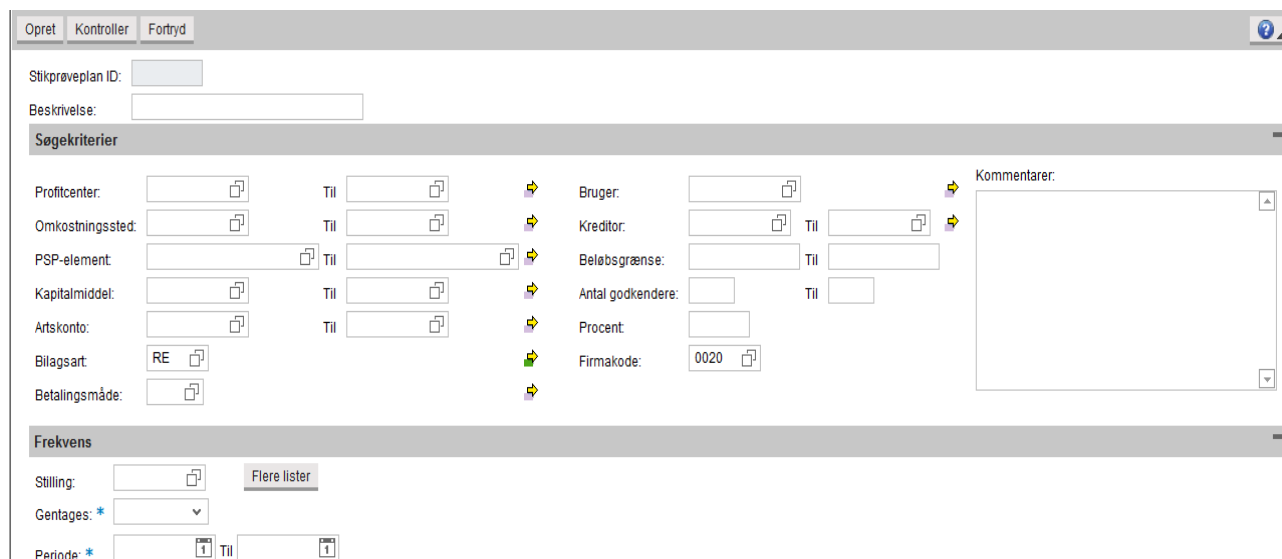 Opret Kontroller Fortryd
Stikprøveplan ID:
Beskrivelse:
Søgekriterier
Profitcenter: Til Bruger: Kommentarer:
Omkostningssted: Til Kreditor: Til
PSP-element: Til Beløbsgrænse: Til
Kapitalmiddel: Til Antal godkendere: Til
Artskonto: Til Procent:
Bilagsart: RE Firmakode: 0020
Betalingsmåde:
Frekvens
Stilling: Flere lister
Gentages: *
Periode: * 1 Til 1